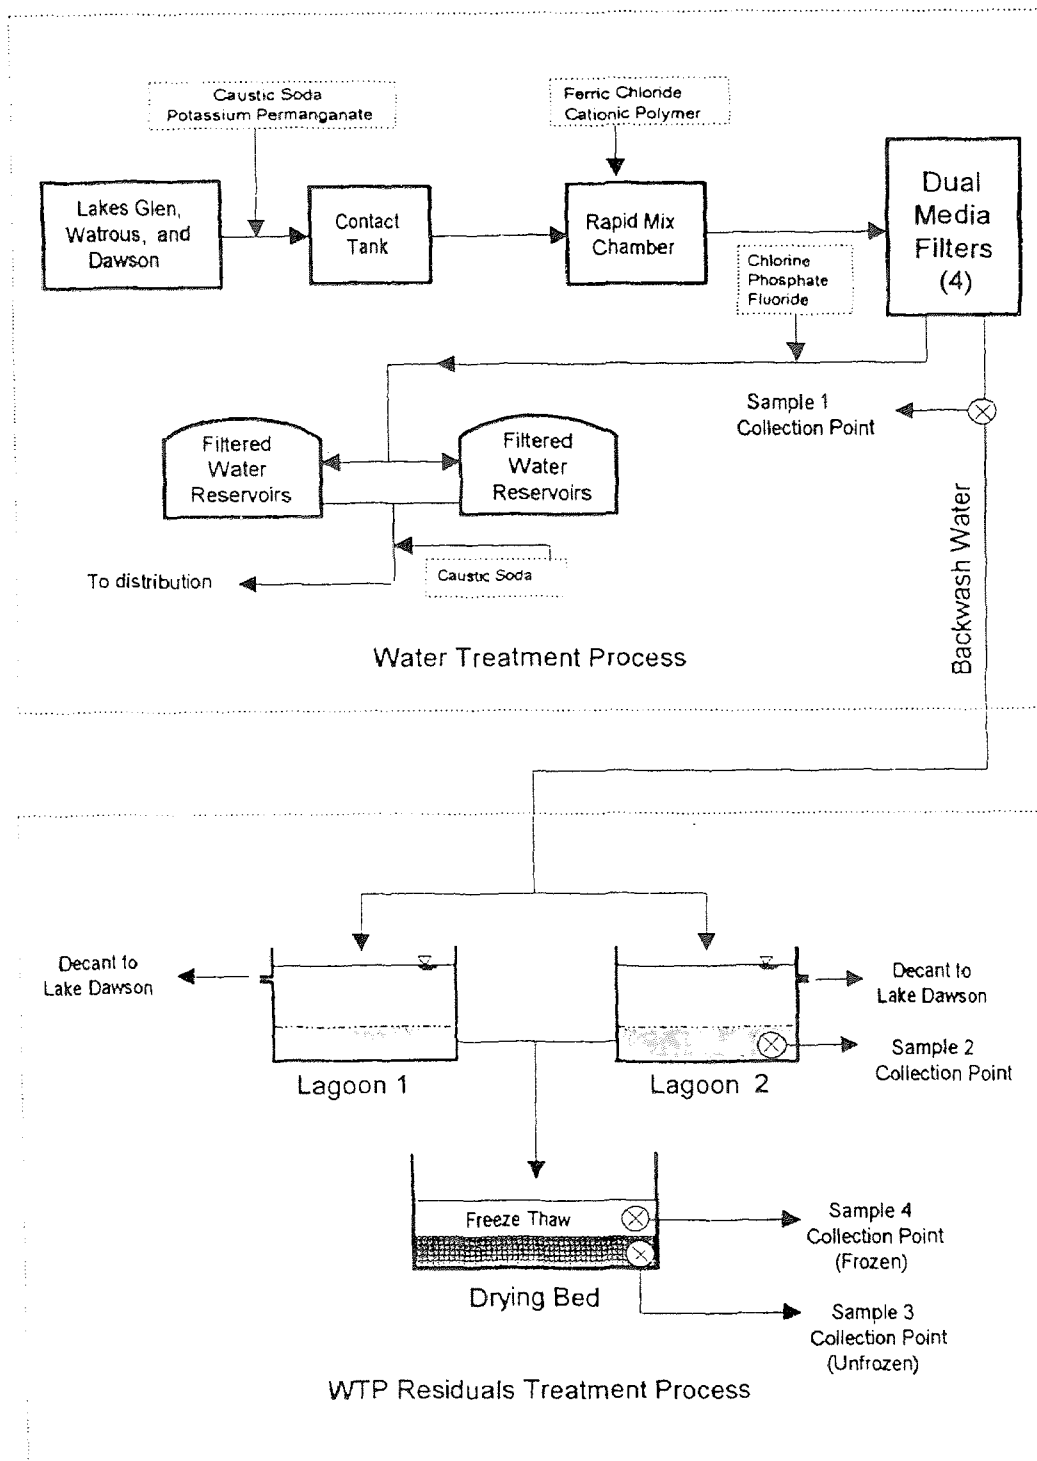 Caustic Soda
Potassium Permanganate
Ferric Chloride
Cationic Polymer
Lakes Glen,
Watrous, and
Dawson
Contact
Tank
Rapid Mix
Chamber
Dual
Media
Filters
(4)
Chlorine
Phosphate
Fluoride
Sample 1
Collection Point
Filtered
Water
Reservoirs
Filtered
Water
Reservoirs
Backwash Water
To distribution
Caustic Soda
Water Treatment Process
Decant to
Lake Dawson
Decant to
Lake Dawson
Sample 2
Collection Point
Lagoon 1
Lagoon 2
Freeze Thaw
Sample 4
Collection Point
(Frozen)
Drying Bed
Sample 3
Collection Point
(Unfrozen)
WTP Residuals Treatment Process